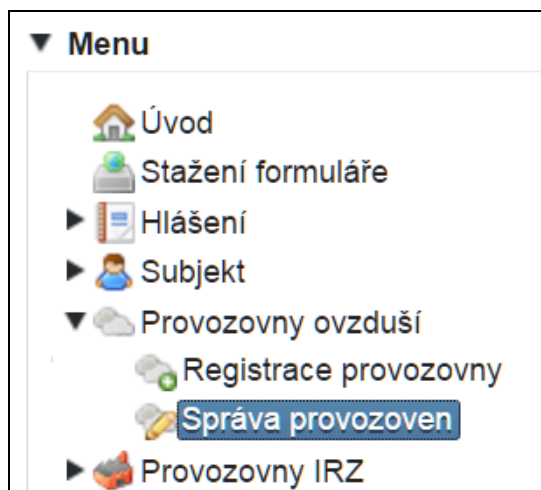 Menu
Úvod
Stažení formuláře
Hlášení
Subjekt
Provozovny ovzduší
Registrace provozovny
Správa provozoven
Provozovny IRZ